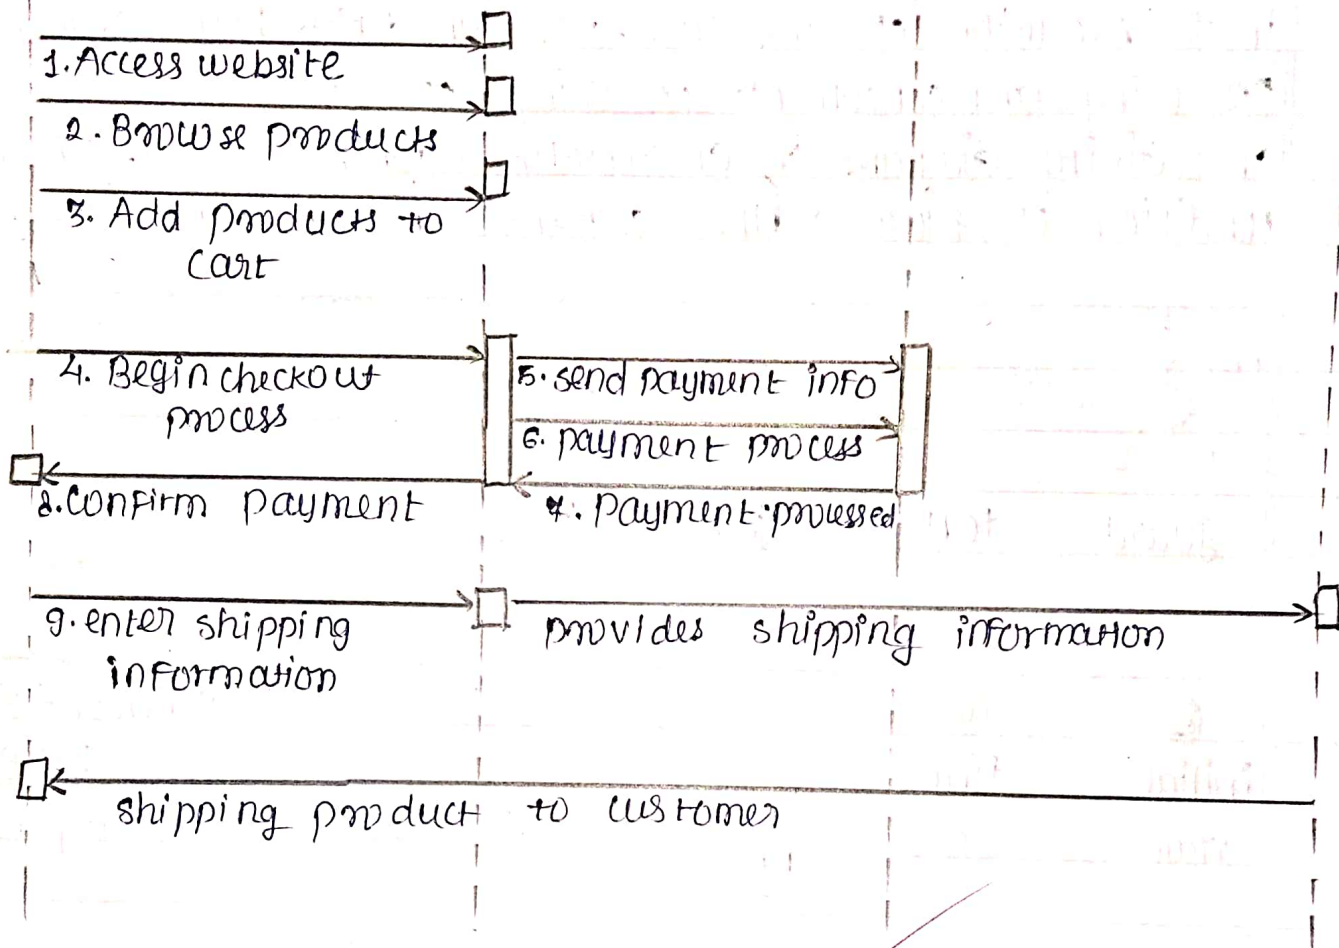 1. Access website
2. Browse products
3. Add products to
cart
4. Begin checkout
process
5. send payment info
6. payment process
7. payment processed
8. confirm payment
9. enter shipping
information
provides shipping information
shipping product to customer